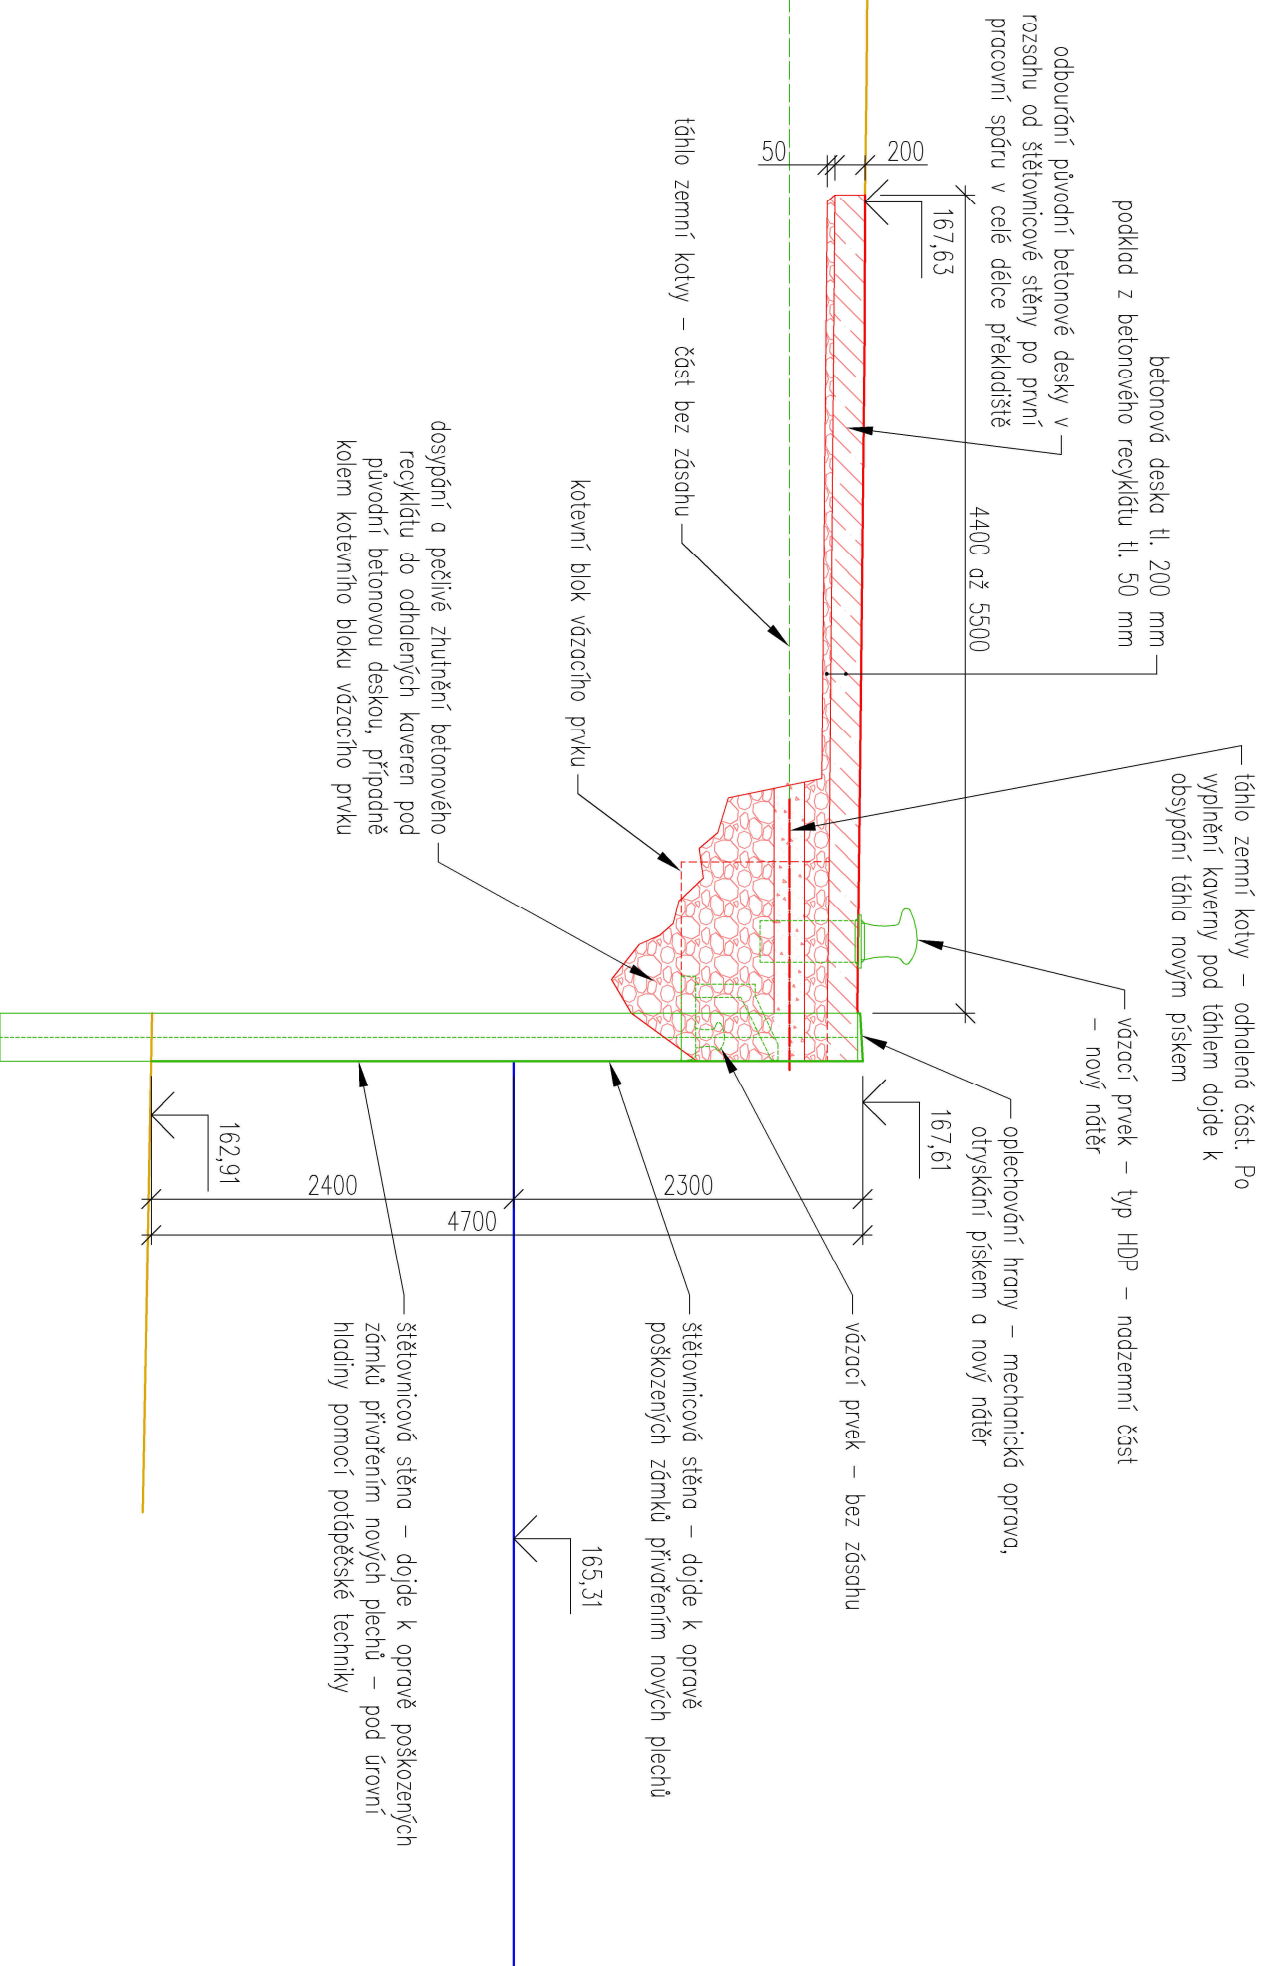 táhlo zemní kotvy – odhalená část. Po
vyplnění kaverny pod táhlem dojde k
obsypání táhla novým pískem
betonová deska tl. 200 mm
podklad z betonového recyklátu tl. 50 mm
odbourání původní betonové desky v
rozsahu od štětovnicové stěny po první
pracovní spáru v celé délce překladiště
vázací prvek – typ HDP – nadzemní část
– nový nátěr
oplechování hrany – mechanická oprava,
otryskání pískem a nový nátěr
4400 až 5500
167,63
167,61
200
50
táhlo zemní kotvy – část bez zásahu
kotevní blok vázacího prvku
dosypání a pečlivé zhutnění betonového
recyklátu do odhalených kaveren pod
původní betonovou deskou, případně
kolem kotevního bloku vázacího prvku
vázací prvek – bez zásahu
štětovnicová stěna – dojde k opravě
poškozených zámků přivařením nových plechů
2300
4700
2400
165,31
162,91
štětovnicová stěna – dojde k opravě poškozených
zámků přivařením nových plechů – pod úrovní
hladiny pomocí potápěčské techniky